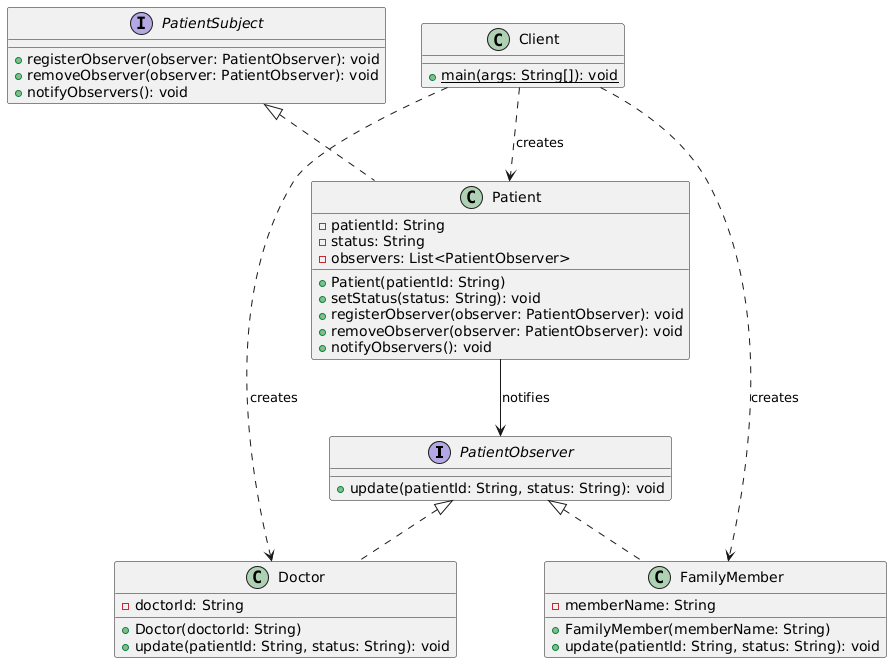 I PatientSubject
registerObserver(observer: PatientObserver): void
removeObserver(observer: PatientObserver): void
notifyObservers(): void
C Client
main(args: String[]): void
creates
C Patient
patientId: String
status: String
observers: List<PatientObserver>
Patient(patientId: String)
setStatus(status: String): void
registerObserver(observer: PatientObserver): void
removeObserver(observer: PatientObserver): void
notifyObservers(): void
creates
notifies
creates
I PatientObserver
update(patientId: String, status: String): void
C Doctor
doctorId: String
Doctor(doctorId: String)
update(patientId: String, status: String): void
C FamilyMember
memberName: String
FamilyMember(memberName: String)
update(patientId: String, status: String): void